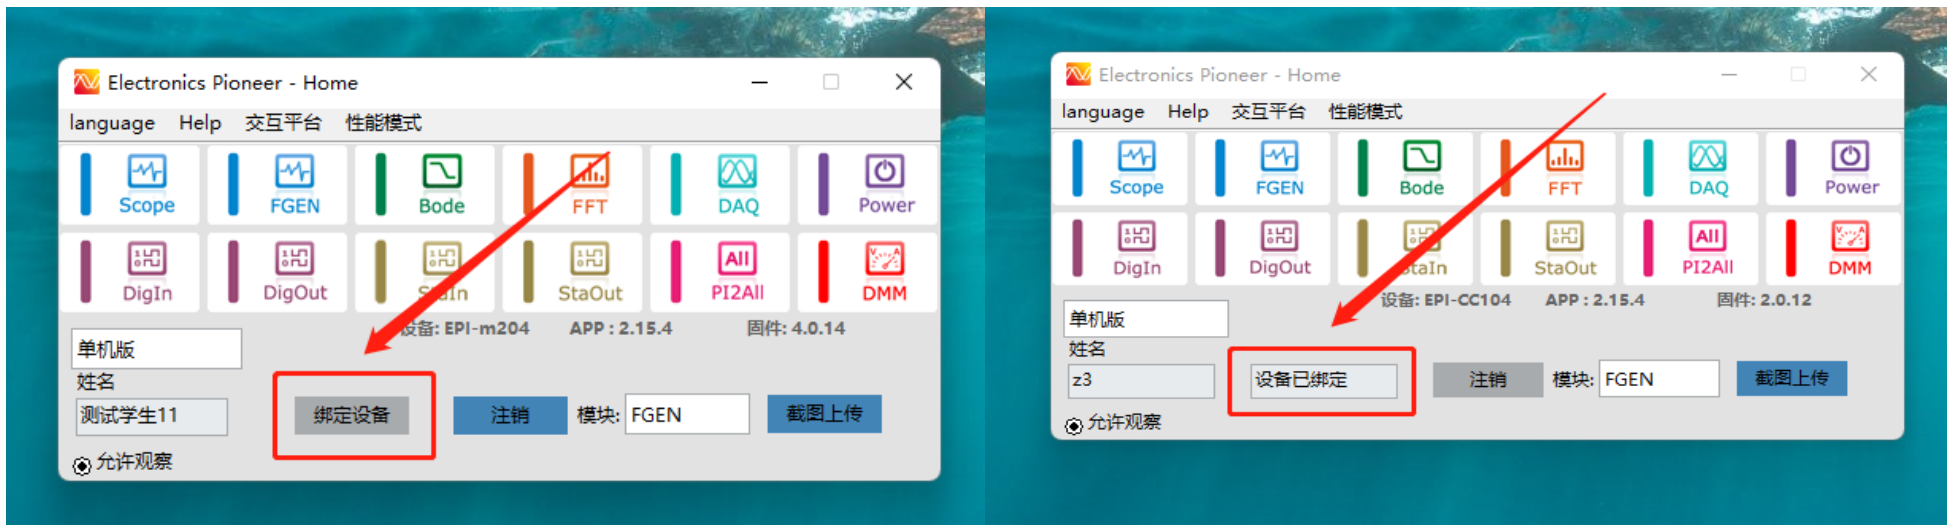 Electronics Pioneer - Home
language Help 交互平台 性能模式
Scope FGEN Bode FFT DAQ Power
DigIn DigOut StaIn StaOut PI2All DMM
设备: EPI-m204 APP : 2.15.4 固件: 4.0.14
单机版
姓名
测试学生11 绑定设备 注销 模块: FGEN 截图上传
允许观察
Electronics Pioneer - Home
language Help 交互平台 性能模式
Scope FGEN Bode FFT DAQ Power
DigIn DigOut StaIn StaOut PI2All DMM
设备: EPI-CC104 APP : 2.15.4 固件: 2.0.12
单机版
姓名
z3 设备已绑定 注销 模块: FGEN 截图上传
允许观察